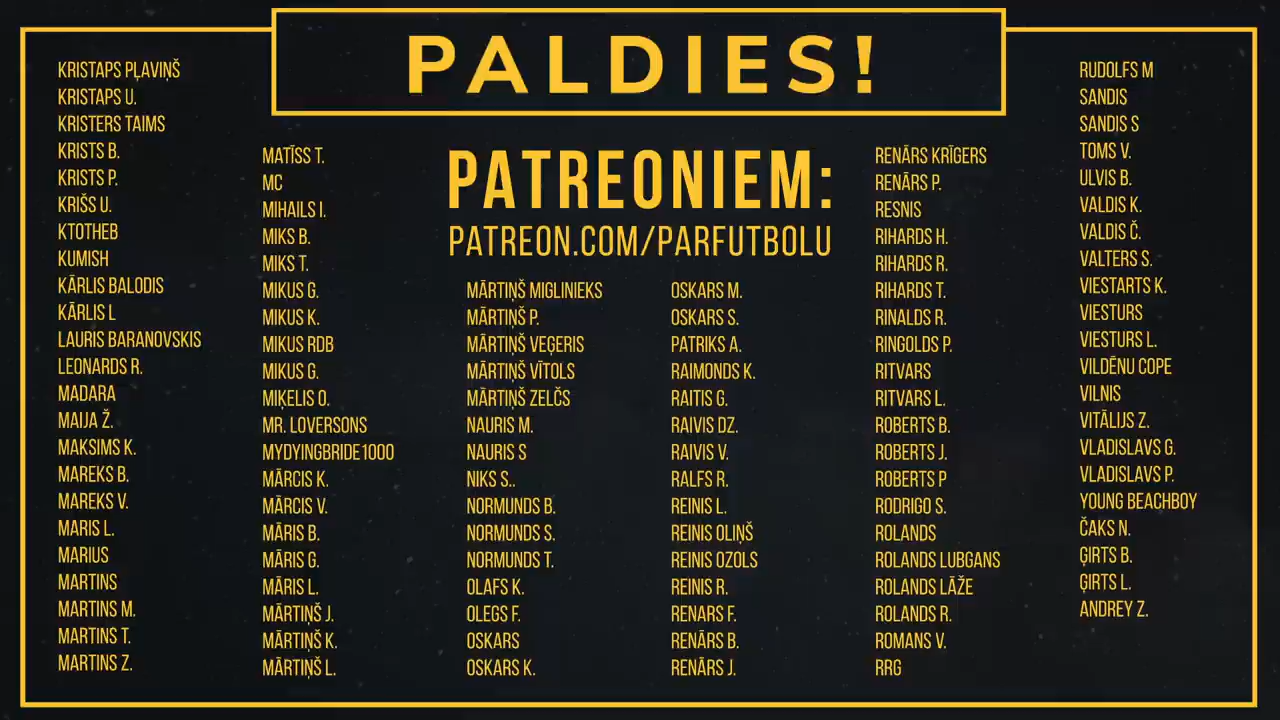 PALDIES!
PATREONIEM:
PATREON.COM/PARFUTBOLU
KRISTAPS PĻAVIŅŠ
KRISTAPS U.
KRISTERS TAIMS
KRISTS B.
KRISTS P.
KRIŠS U.
KTOTHEB
KUMISH
KĀRLIS BALODIS
KĀRLIS L
LAURIS BARANOVSKIS
LEONARDS R.
MADARA
MAIJA Ž.
MAKSIMS K.
MAREKS B.
MAREKS V.
MARIS L.
MARIUS
MARTINS
MARTINS M.
MARTINS T.
MARTINS Z.
MATĪSS T.
MC
MIHAILS I.
MIKS B.
MIKS T.
MIKUS G.
MIKUS K.
MIKUS RDB
MIKUS G.
MIĶELIS O.
MR. LOVERSONS
MYDYINGBRIDE1000
MĀRCIS K.
MĀRCIS V.
MĀRIS B.
MĀRIS G.
MĀRIS L.
MĀRTIŅŠ J.
MĀRTIŅŠ K.
MĀRTIŅŠ L.
MĀRTIŅŠ MIGLINIEKS
MĀRTIŅŠ P.
MĀRTIŅŠ VEĢERIS
MĀRTIŅŠ VĪTOLS
MĀRTIŅŠ ZELČS
NAURIS M.
NAURIS S
NIKS S..
NORMUNDS B.
NORMUNDS S.
NORMUNDS T.
OLAFS K.
OLEGS F.
OSKARS
OSKARS K.
OSKARS M.
OSKARS S.
PATRIKS A.
RAIMONDS K.
RAITIS G.
RAIVIS DZ.
RAIVIS V.
RALFS R.
REINIS L.
REINIS OLIŅŠ
REINIS OZOLS
REINIS R.
RENARS F.
RENĀRS B.
RENĀRS J.
RENĀRS KRĪGERS
RENĀRS P.
RESNIS
RIHARDS H.
RIHARDS R.
RIHARDS T.
RINALDS R.
RINGOLDS P.
RITVARS
RITVARS L.
ROBERTS B.
ROBERTS J.
ROBERTS P
RODRIGO S.
ROLANDS
ROLANDS LUBGANS
ROLANDS LĀŽE
ROLANDS R.
ROMANS V.
RRG
RUDOLFS M
SANDIS
SANDIS S
TOMS V.
ULVIS B.
VALDIS K.
VALDIS Č.
VALTERS S.
VIESTARTS K.
VIESTURS
VIESTURS L.
VILDĒNU COPE
VILNIS
VITĀLIJS Z.
VLADISLAVS G.
VLADISLAVS P.
YOUNG BEACHBOY
ČAKS N.
ĢIRTS B.
ĢIRTS L.
ANDREY Z.